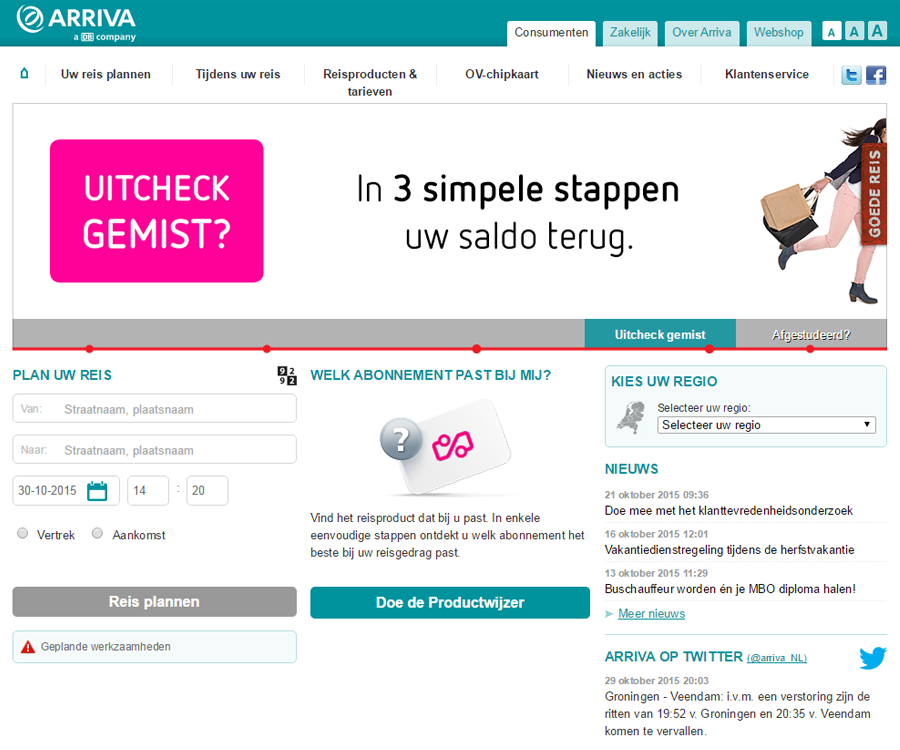 ARRIVA
a DB company
Consumenten
Zakelijk
Over Arriva
Webshop
A A A
Uw reis plannen
Tijdens uw reis
Reisproducten &
tarieven
OV-chipkaart
Nieuws en acties
Klantenservice
UITCHECK
GEMIST?
In 3 simpele stappen
uw saldo terug.
GOEDE REIS
Uitcheck gemist
Afgestudeerd?
PLAN UW REIS
9 2
9 2
Van: Straatnaam, plaatsnaam
Naar: Straatnaam, plaatsnaam
30-10-2015 14 : 20
Vertrek Aankomst
Reis plannen
Geplande werkzaamheden
WELK ABONNEMENT PAST BIJ MIJ?
?
Vind het reisproduct dat bij u past. In enkele
eenvoudige stappen ontdekt u welk abonnement het
beste bij uw reisgedrag past.
Doe de Productwijzer
KIES UW REGIO
Selecteer uw regio:
Selecteer uw regio
NIEUWS
21 oktober 2015 09:36
Doe mee met het klanttevredenheidsonderzoek
16 oktober 2015 12:01
Vakantiedienstregeling tijdens de herfstvakantie
13 oktober 2015 11:29
Buschauffeur worden én je MBO diploma halen!
Meer nieuws
ARRIVA OP TWITTER (@arriva_NL)
29 oktober 2015 20:03
Groningen - Veendam: i.v.m. een verstoring zijn de
ritten van 19:52 v. Groningen en 20:35 v. Veendam
komen te vervallen.